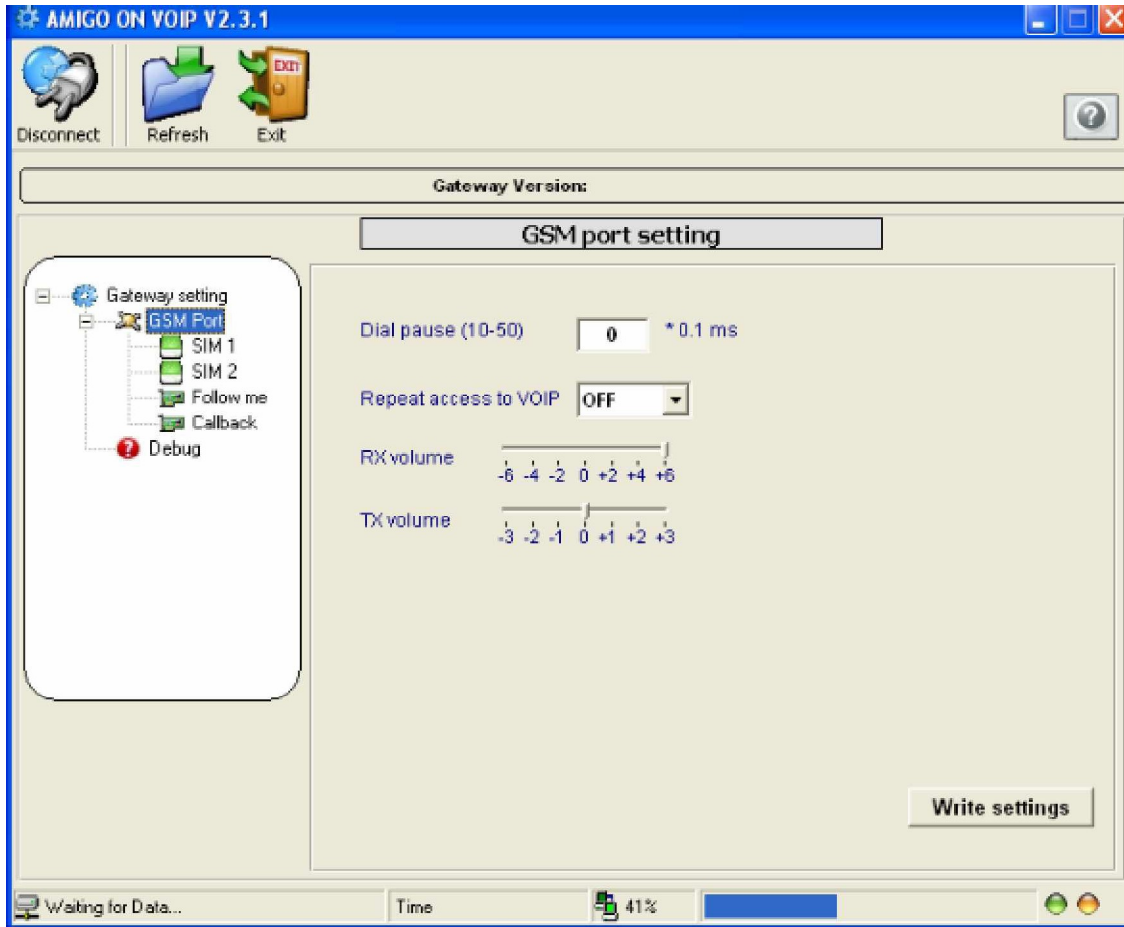 AMIGO ON VOIP V2.3.1
Disconnect
Refresh
EXIT
Exit
Gateway Version:
GSM port setting
Gateway setting
GSM Port
SIM 1
SIM 2
Follow me
Callback
Debug
Dial pause (10-50) 0 * 0.1 ms
Repeat access to VOIP OFF
RX volume
-6 -4 -2 0 +2 +4 +6
TX volume
-3 -2 -1 0 +1 +2 +3
Write settings
Waiting for Data... Time 41%